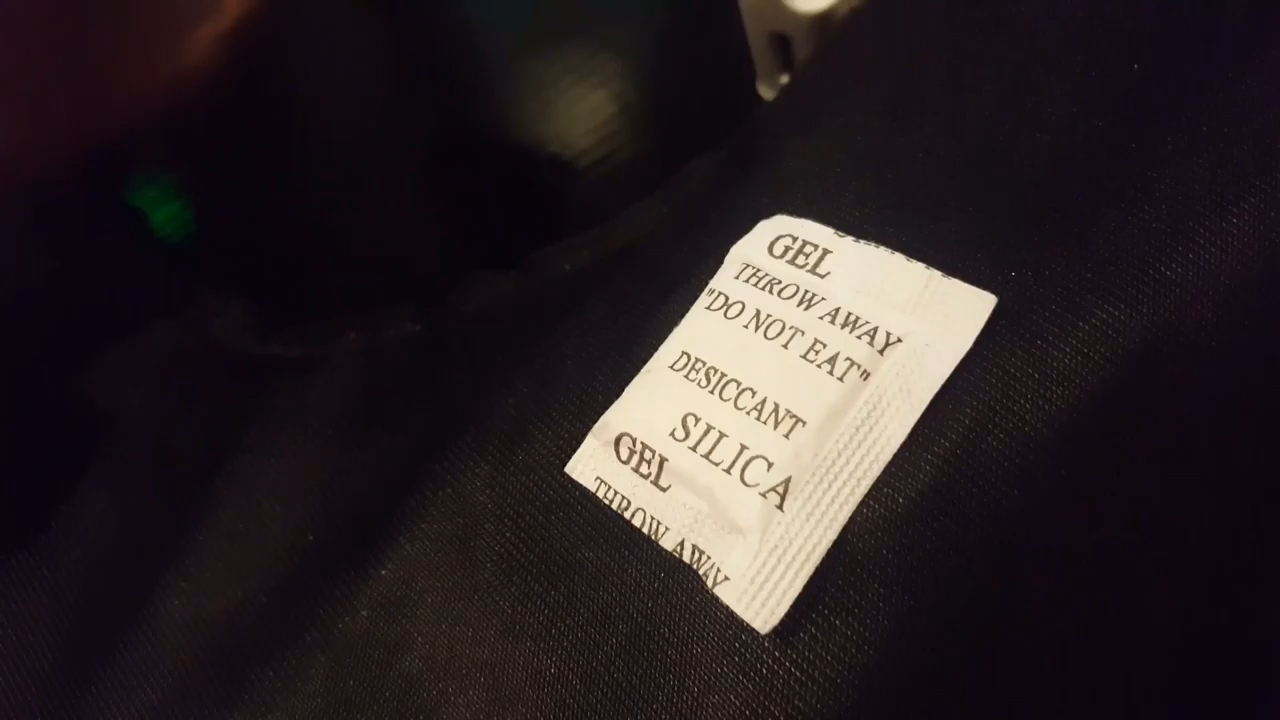 GEL
THROW AWAY
"DO NOT EAT"
DESICCANT
SILICA
GEL
THROW AWAY